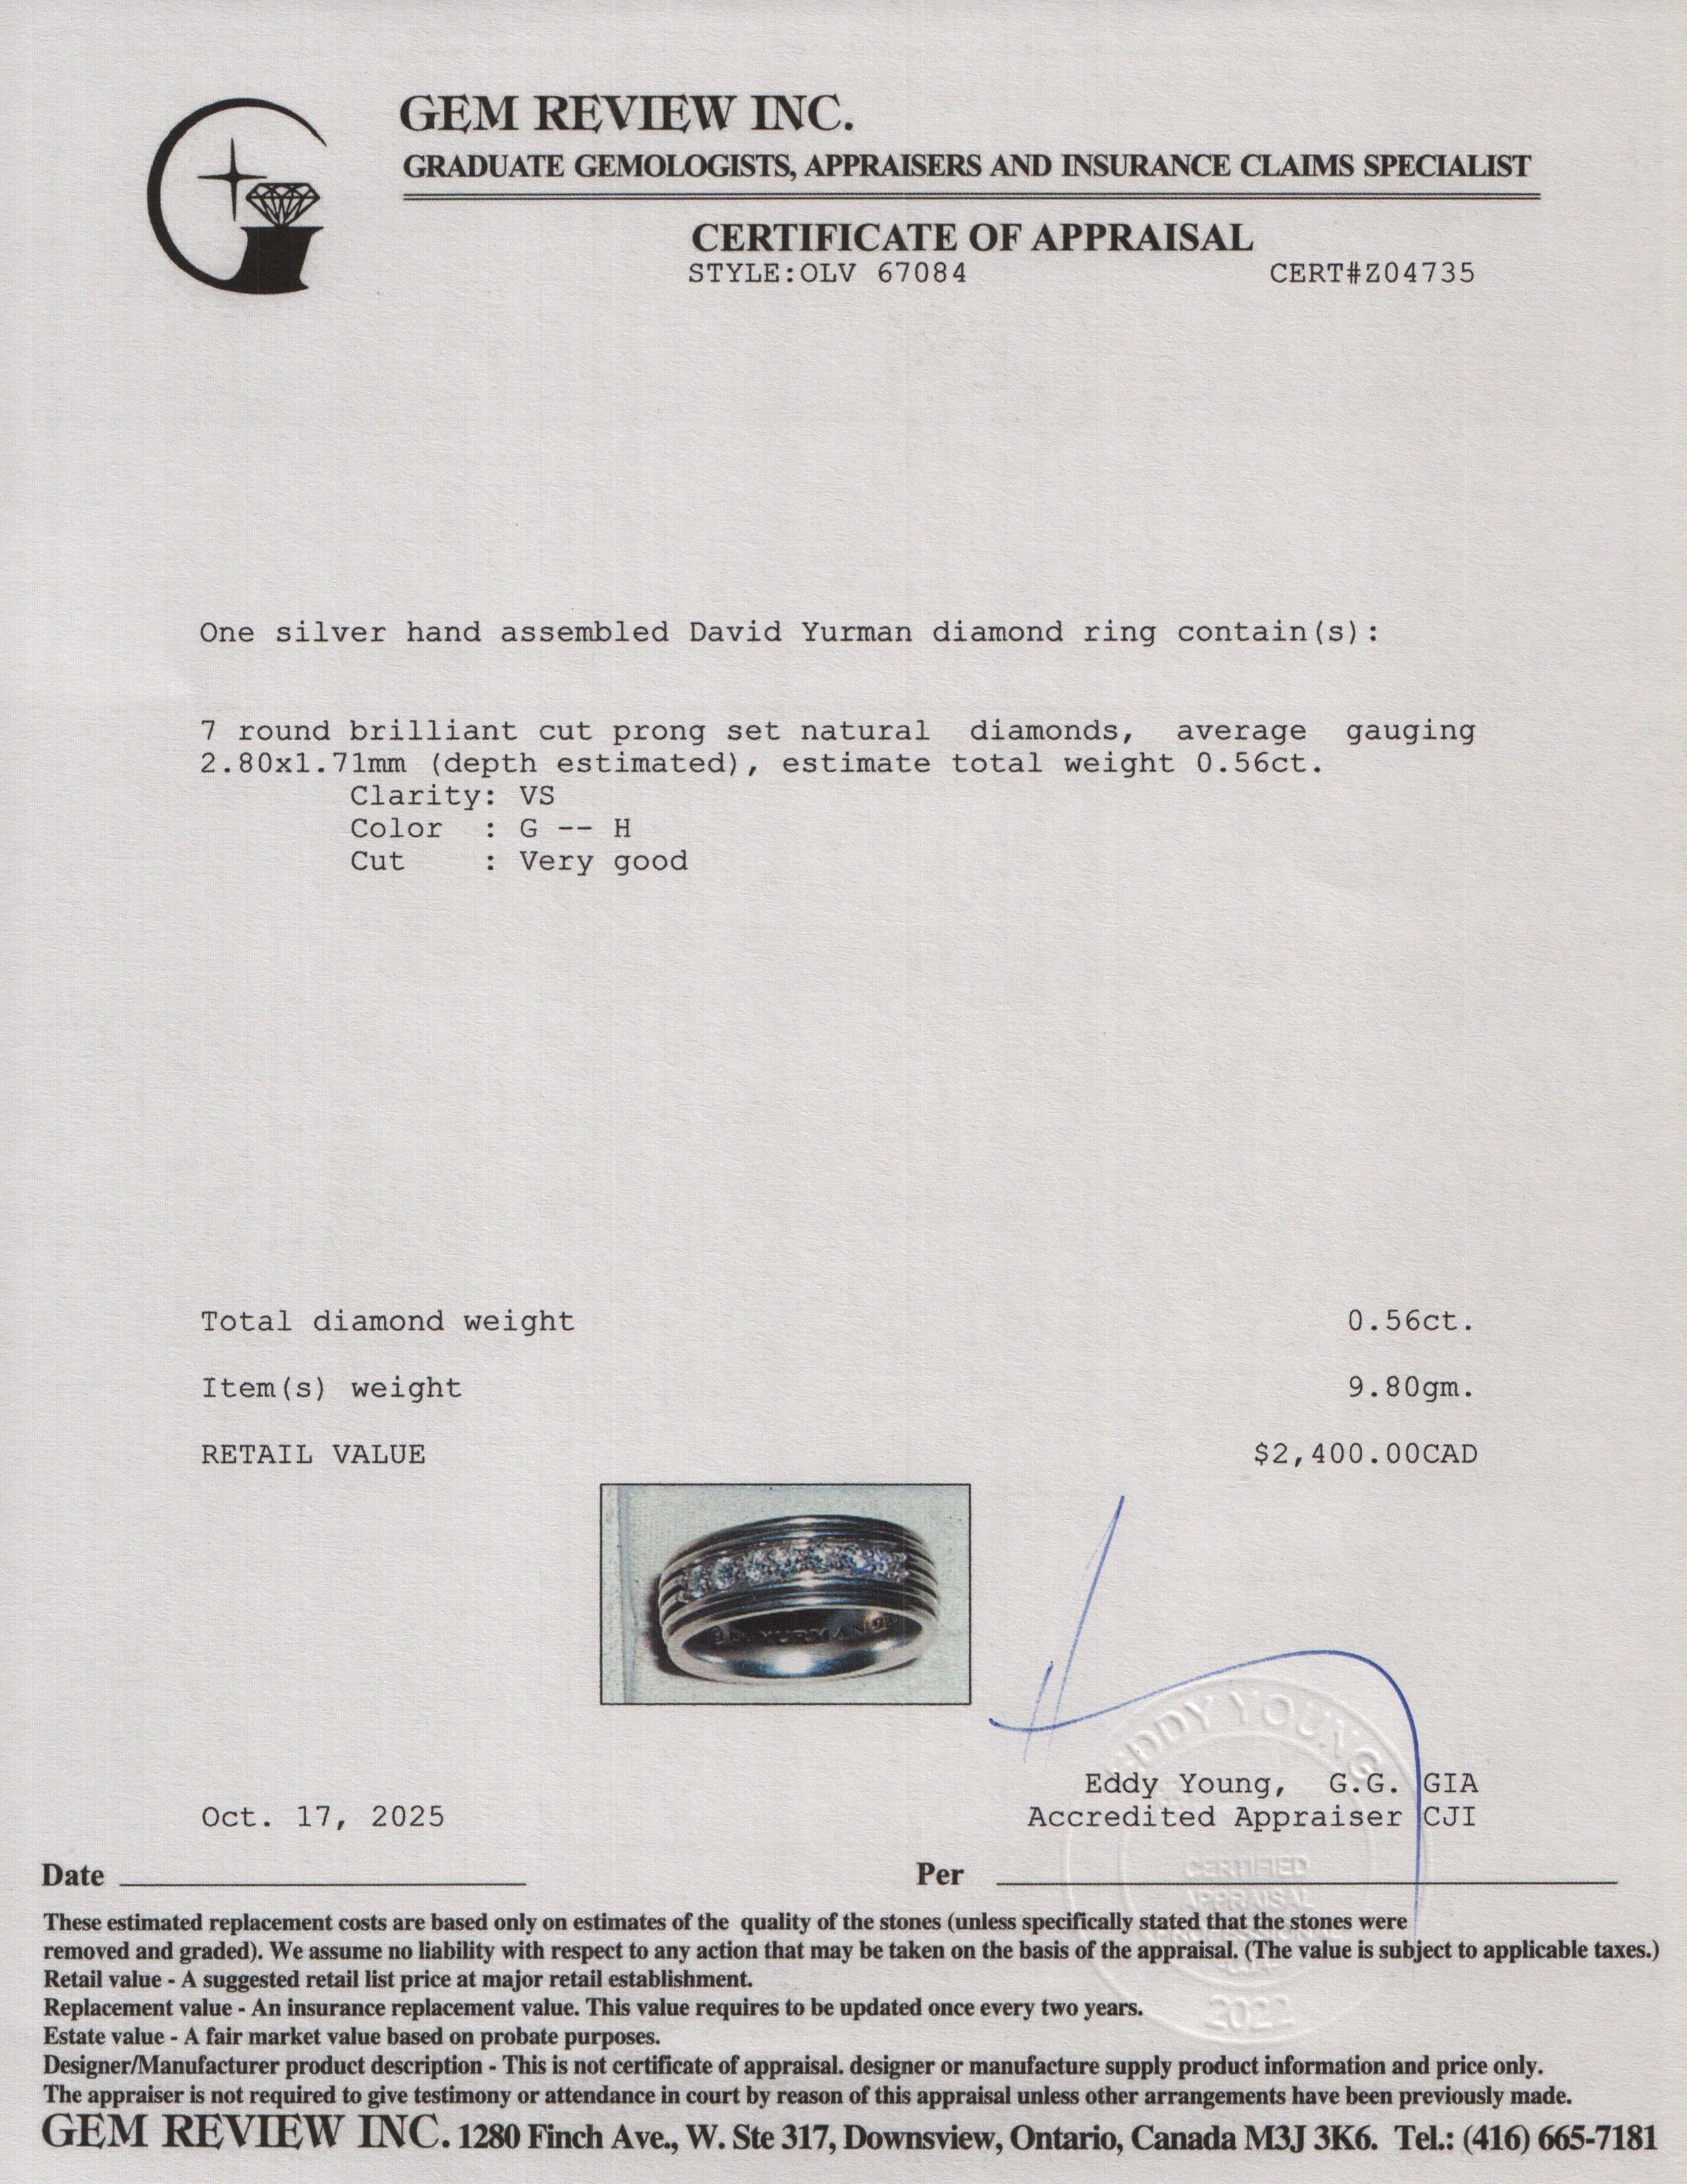 GEM REVIEW INC.
GRADUATE GEMOLOGISTS, APPRAISERS AND INSURANCE CLAIMS SPECIALIST
CERTIFICATE OF APPRAISAL
STYLE:OLV 67084 CERT#Z04735
One silver hand assembled David Yurman diamond ring contain(s):
7 round brilliant cut prong set natural diamonds, average gauging
2.80x1.71mm (depth estimated), estimate total weight 0.56ct.
Clarity: VS
Color : G -- H
Cut : Very good
Total diamond weight 0.56ct.
Item(s) weight 9.80gm.
RETAIL VALUE $2,400.00CAD
YURMAN
EDDY YOUNG
Eddy Young, G.G. GIA
Oct. 17, 2025 Accredited Appraiser CJI
CERTIFIED
Date Per
APPRAISAL
These estimated replacement costs are based only on estimates of the quality of the stones (unless specifically stated that the stones were
removed and graded). We assume no liability with respect to any action that may be taken on the basis of the appraisal. (The value is subject to applicable taxes.)
Retail value - A suggested retail list price at major retail establishment.
Replacement value - An insurance replacement value. This value requires to be updated once every two years.
2022
Estate value - A fair market value based on probate purposes.
Designer/Manufacturer product description - This is not certificate of appraisal. designer or manufacture supply product information and price only.
The appraiser is not required to give testimony or attendance in court by reason of this appraisal unless other arrangements have been previously made.
GEM REVIEW INC. 1280 Finch Ave., W. Ste 317, Downsview, Ontario, Canada M3J 3K6. Tel.: (416) 665-7181